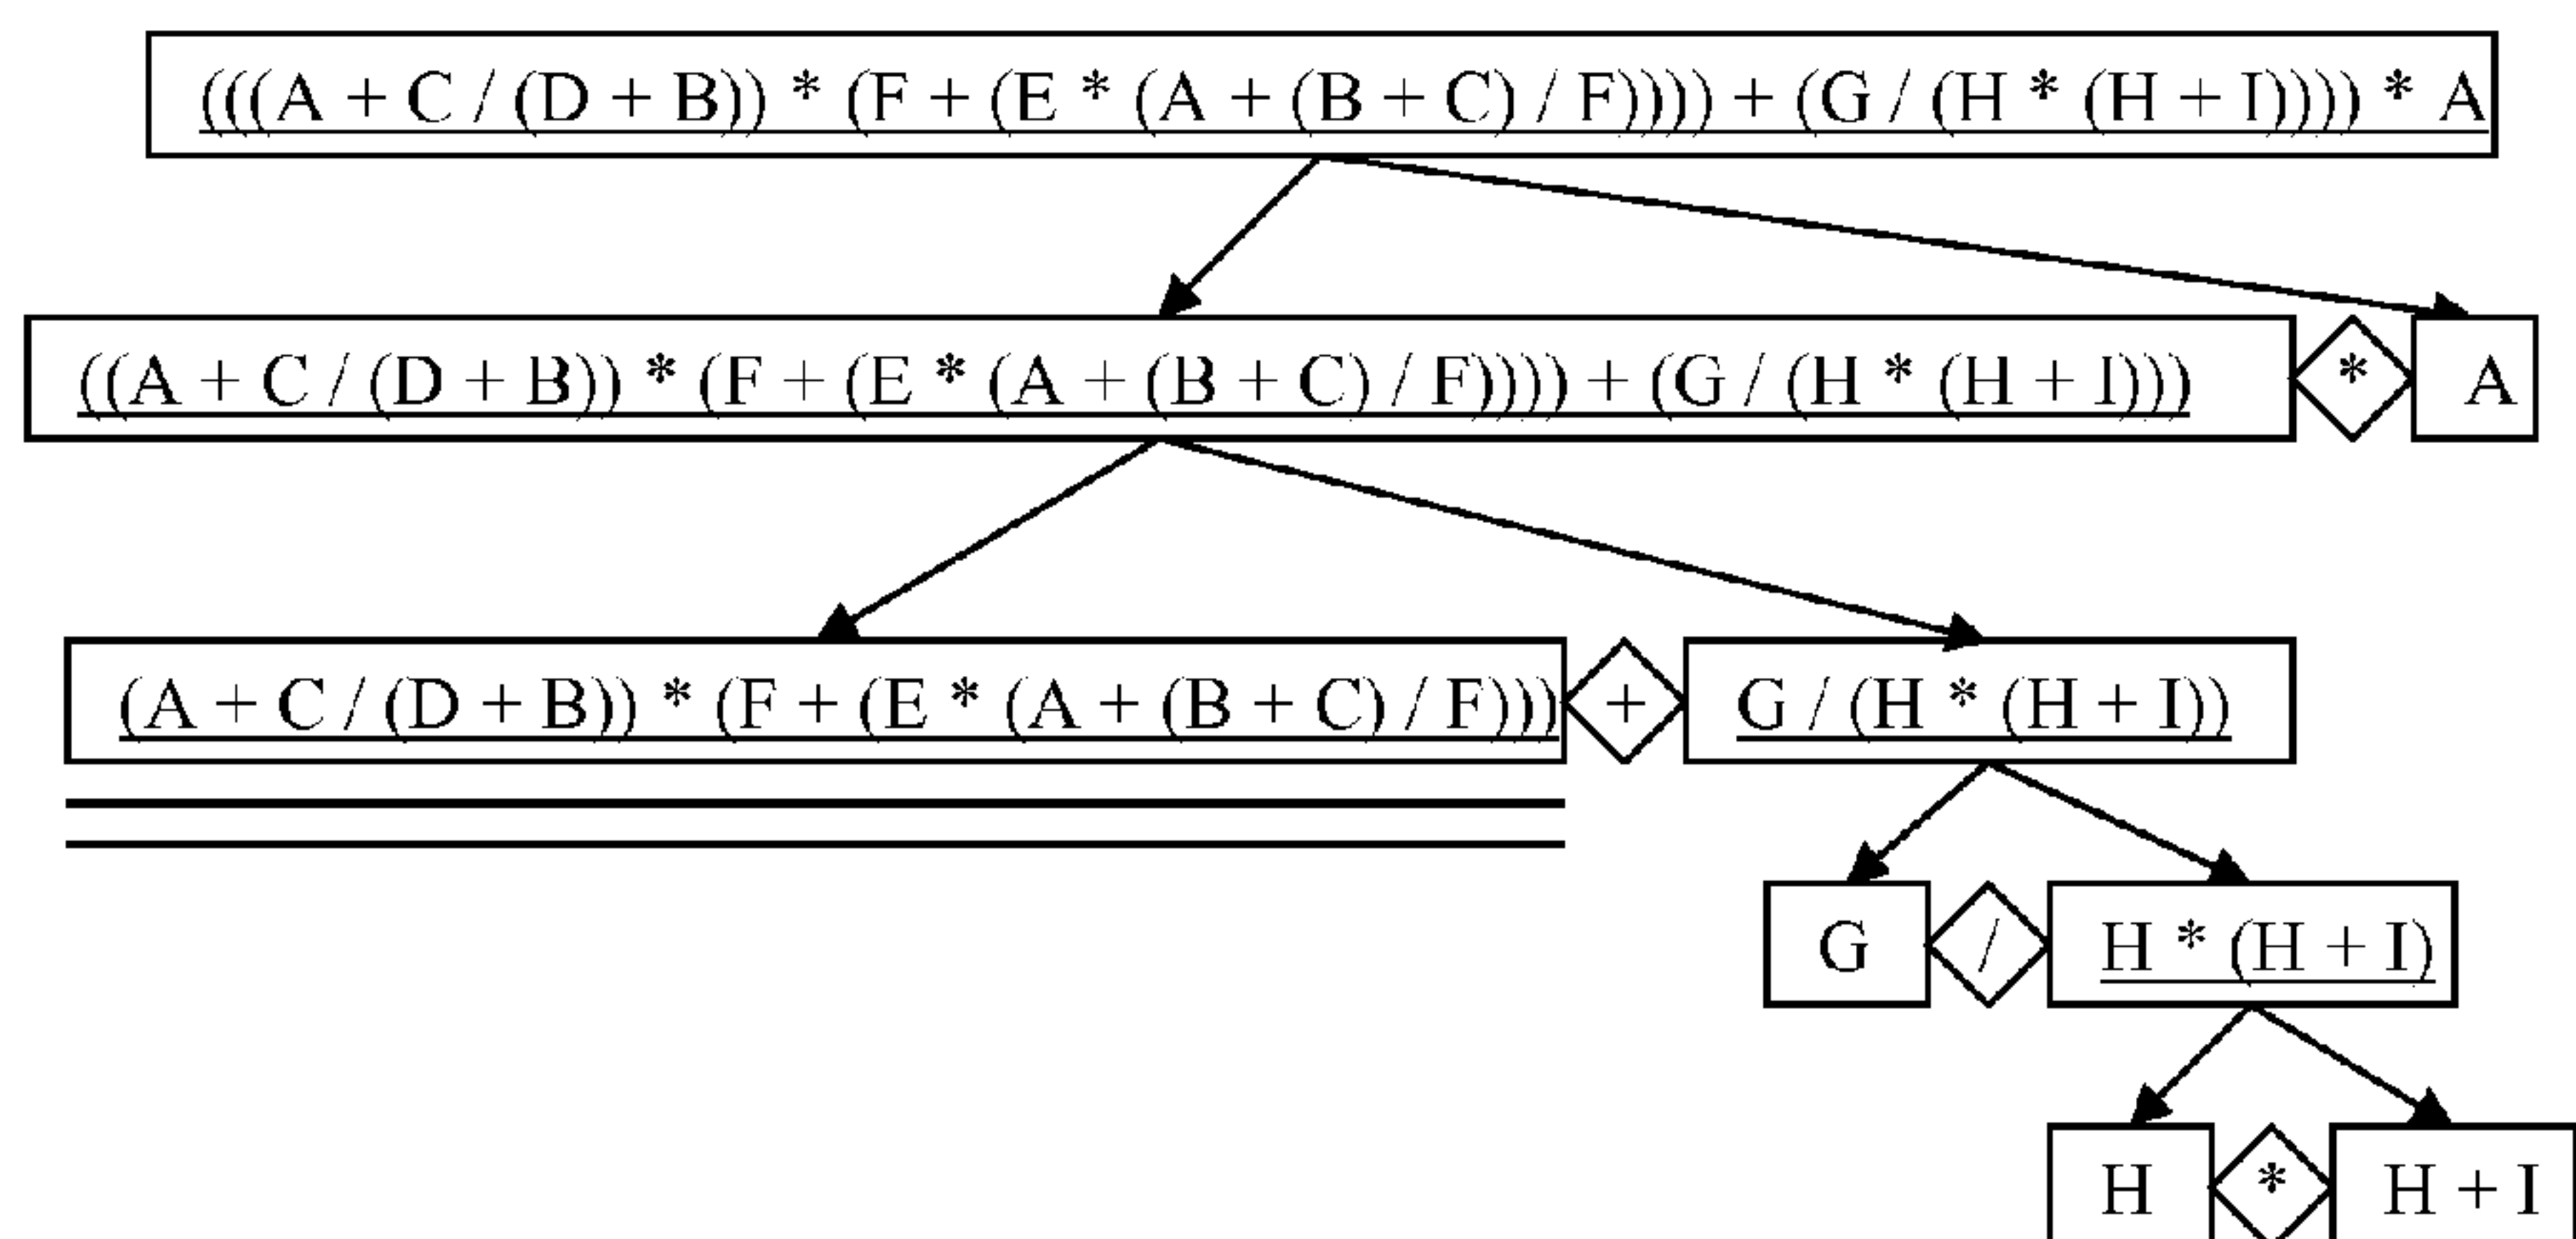 (((A + C / (D + B)) * (F + (E * (A + (B + C) / F)))) + (G / (H * (H + I)))) * A
((A + C / (D + B)) * (F + (E * (A + (B + C) / F)))) + (G / (H * (H + I))) * A
(A + C / (D + B)) * (F + (E * (A + (B + C) / F))) + G / (H * (H + I))
G / H * (H + I)
H * H + I